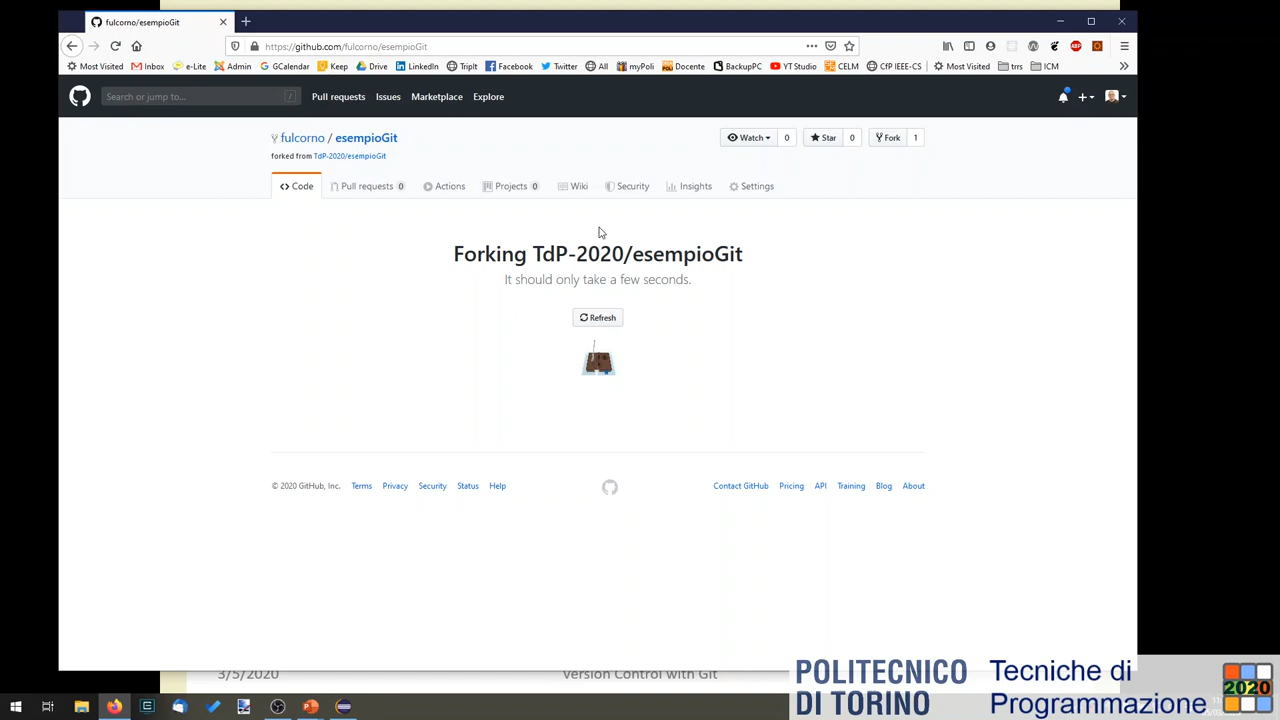 fulcorno/esempioGit
https://github.com/fulcorno/esempioGit
Most Visited Inbox e-Lite Admin GCalendar Keep Drive LinkedIn TripIt Facebook Twitter All myPoli Docente BackupPC YT Studio CELM CfP IEEE-CS Most Visited trrs ICM
Search or jump to... / Pull requests Issues Marketplace Explore
fulcorno / esempioGit Watch 0 Star 0 Fork 1
forked from TdP-2020/esempioGit
Code Pull requests 0 Actions Projects 0 Wiki Security Insights Settings
Forking TdP-2020/esempioGit
It should only take a few seconds.
Refresh
© 2020 GitHub, Inc. Terms Privacy Security Status Help Contact GitHub Pricing API Training Blog About
3/5/2020 Version Control with Git
POLITECNICO
DI TORINO
Tecniche di
Programmazione
2020